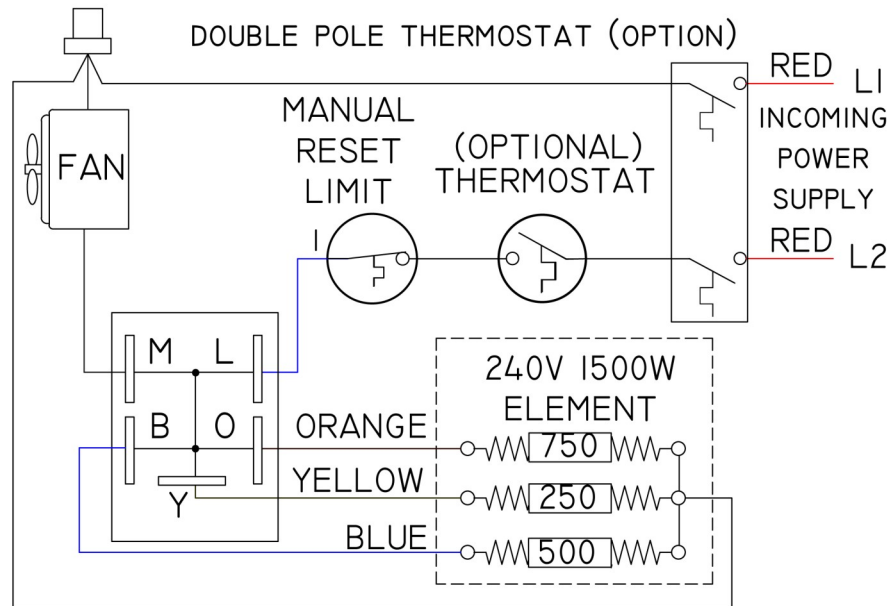 DOUBLE POLE THERMOSTAT (OPTION)
RED L1
INCOMING
POWER
SUPPLY
RED L2
MANUAL
RESET
LIMIT
1
(OPTIONAL)
THERMOSTAT
FAN
M L
B O
Y
ORANGE
YELLOW
BLUE
240V 1500W
ELEMENT
750
250
500